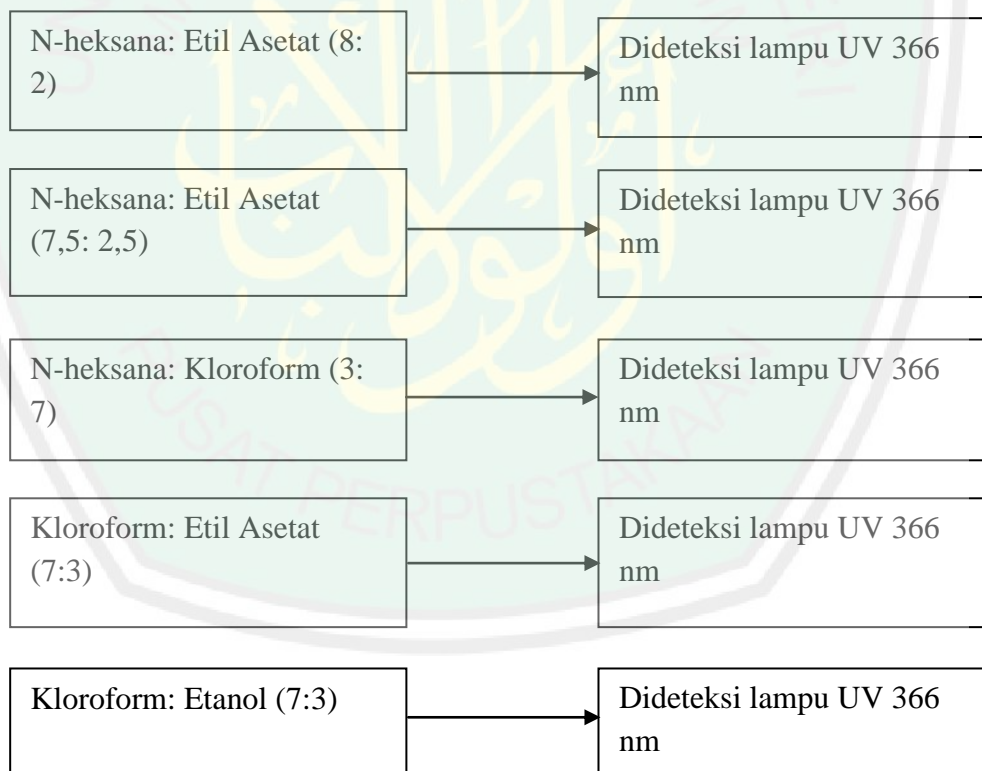 N-heksana: Etil Asetat (8:
2)
Dideteksi lampu UV 366
nm
N-heksana: Etil Asetat
(7,5: 2,5)
Dideteksi lampu UV 366
nm
N-heksana: Kloroform (3:
7)
Dideteksi lampu UV 366
nm
Kloroform: Etil Asetat
(7:3)
Dideteksi lampu UV 366
nm
Kloroform: Etanol (7:3)
Dideteksi lampu UV 366
nm
PUSAT PERPUSTAKAAN